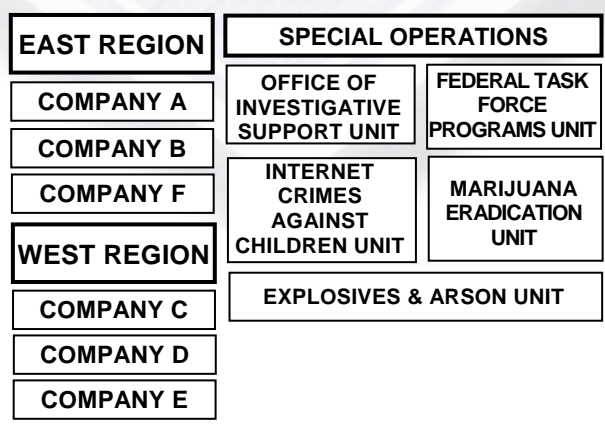 EAST REGION
COMPANY A
COMPANY B
COMPANY F
WEST REGION
COMPANY C
COMPANY D
COMPANY E
SPECIAL OPERATIONS
OFFICE OF
INVESTIGATIVE
SUPPORT UNIT
FEDERAL TASK
FORCE
PROGRAMS UNIT
INTERNET
CRIMES
AGAINST
CHILDREN UNIT
MARIJUANA
ERADICATION
UNIT
EXPLOSIVES & ARSON UNIT